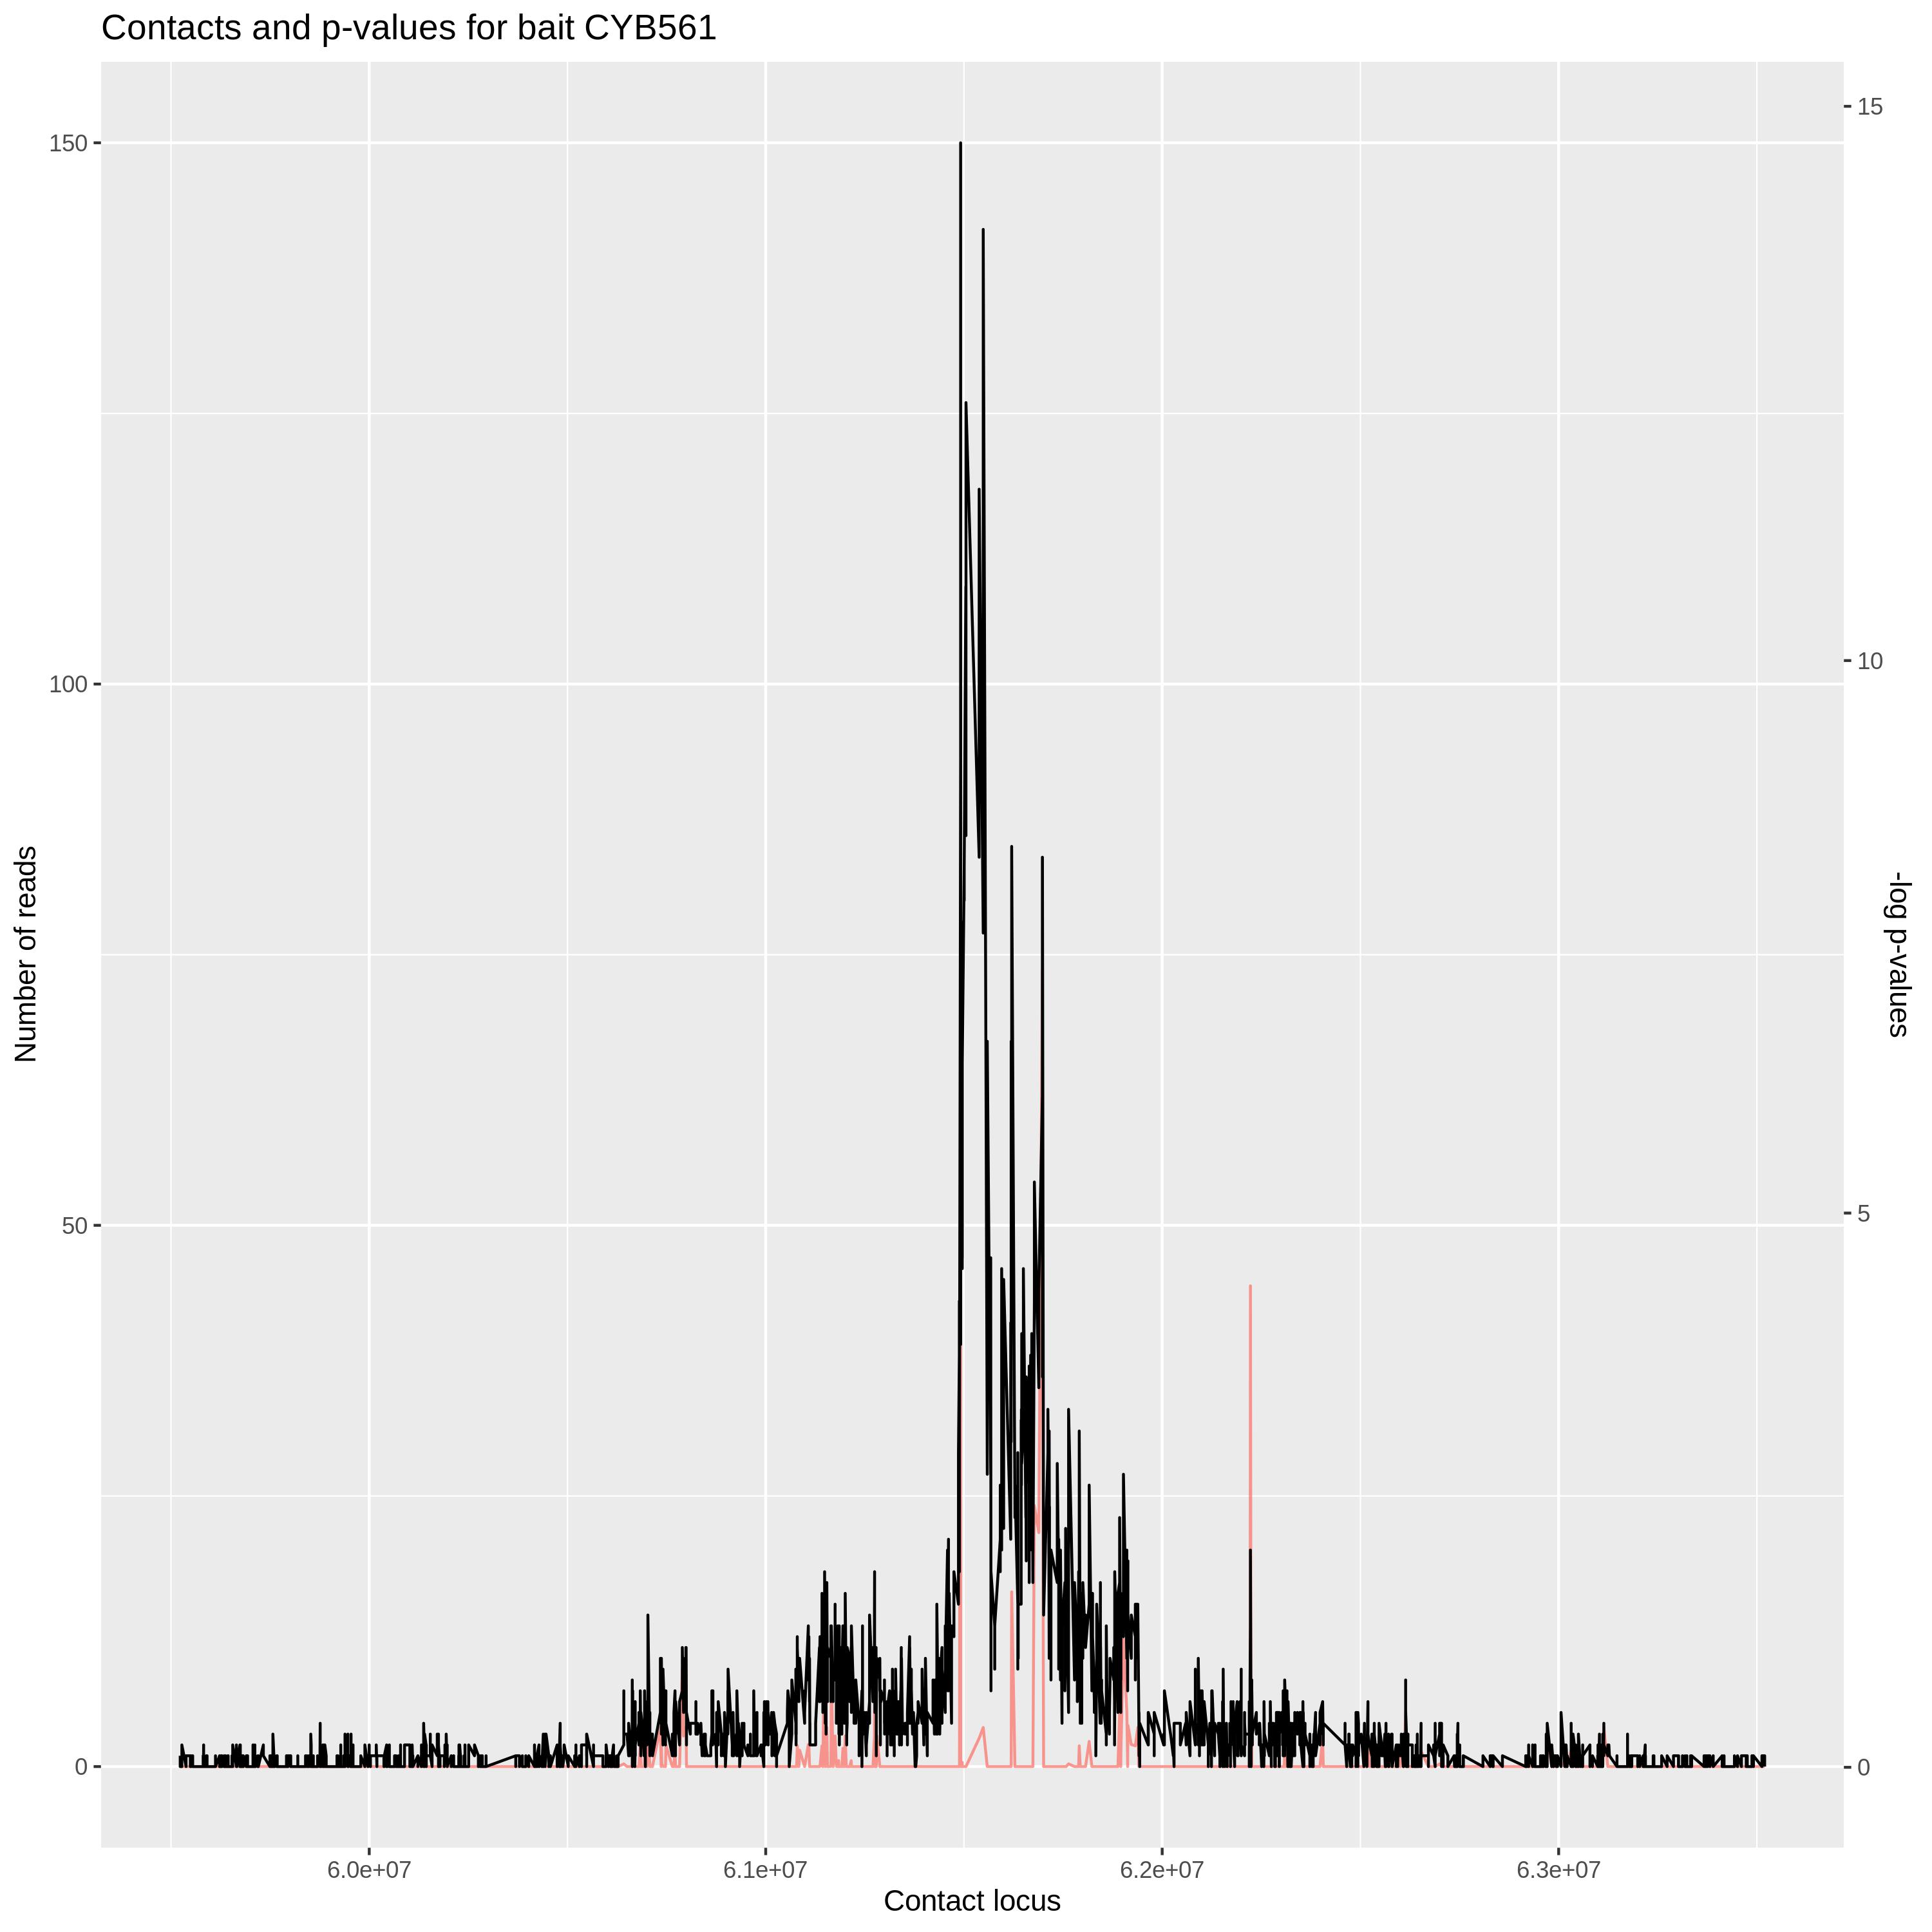 Contacts and p-values for bait CYB561
150
100
50
0
Number of reads
15
10
5
0
-log p-values
6.0e+07
6.1e+07
6.2e+07
6.3e+07
Contact locus